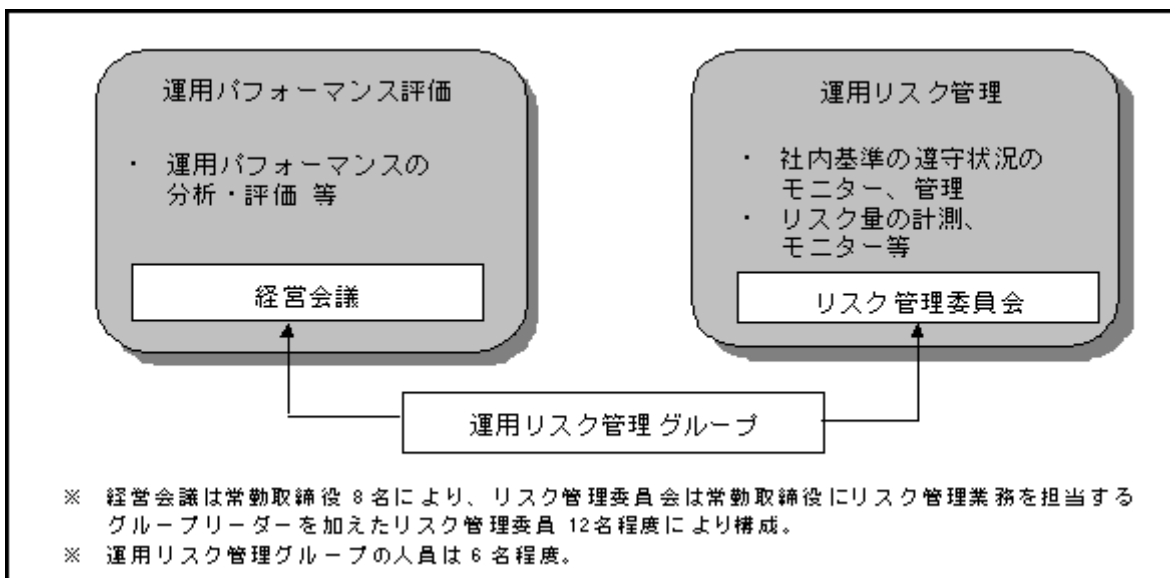 運用パフォーマンス評価
・ 運用パフォーマンスの
分析・評価 等
経営会議
運用リスク管理
・ 社内基準の遵守状況の
モニター、管理
・ リスク量の計測、
モニター等
リスク管理委員会
運用リスク管理 グループ
※ 経営会議は常勤取締役 8 名により、リスク管理委員会は常勤取締役にリスク管理業務を担当する
グループリーダーを加えたリスク管理委員 12名程度により構成。
※ 運用リスク管理グループの人員は 6 名程度。